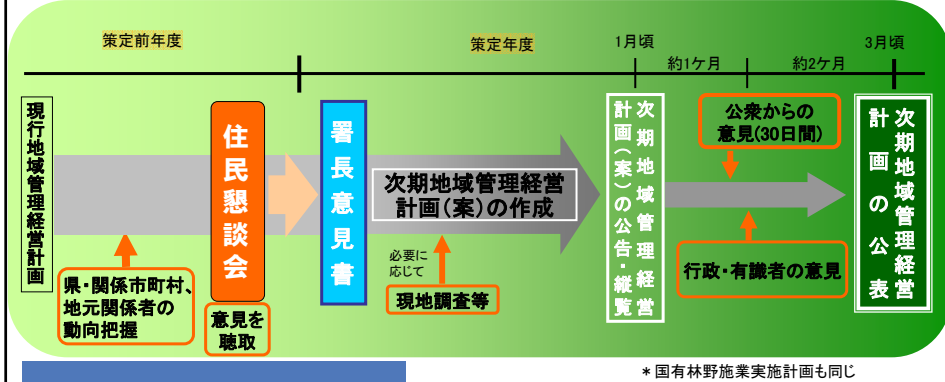 策定前年度
策定年度
1月頃
3月頃
約1ケ月
約2ケ月
現行地域管理経営計画
県・関係市町村、
地元関係者の
動向把握
住民懇談会
意見を
聴取
署長意見書
次期地域管理経営
計画(案)の作成
必要に
応じて
現地調査等
次期地域管理経営
計画(案)の公告・縦覧
公衆からの
意見(30日間)
行政・有識者の意見
次期地域管理経営
計画の公表
*国有林野施業実施計画も同じ